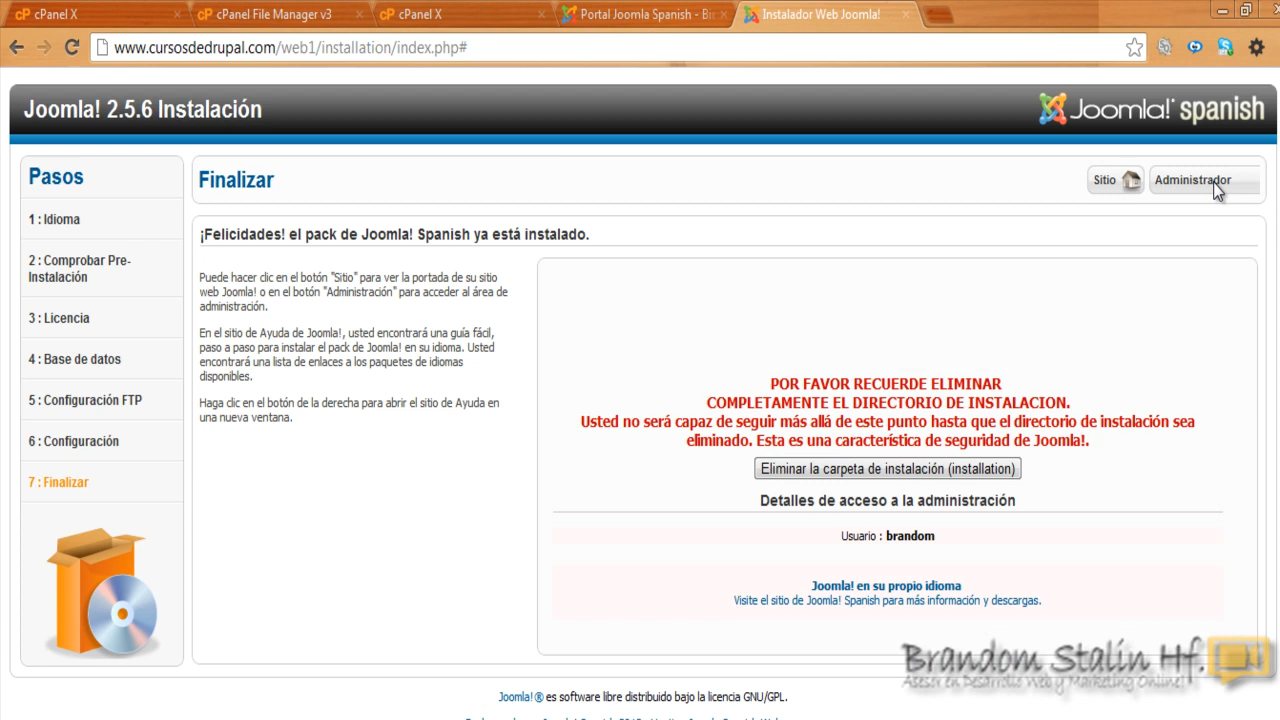 cPanel X
cPanel File Manager v3
cPanel X
Portal Joomla Spanish - Bi
Instalador Web Joomla!
www.cursosdedrupal.com/web1/installation/index.php#
Joomla! 2.5.6 Instalación
Joomla! spanish
Pasos
1 : Idioma
2 : Comprobar Pre-
Instalación
3 : Licencia
4 : Base de datos
5 : Configuración FTP
6 : Configuración
7 : Finalizar
Finalizar
Sitio
Administrador
¡Felicidades! el pack de Joomla! Spanish ya está instalado.
Puede hacer clic en el botón "Sitio" para ver la portada de su sitio
web Joomla! o en el botón "Administración" para acceder al área de
administración.
En el sitio de Ayuda de Joomla!, usted encontrará una guía fácil,
paso a paso para instalar el pack de Joomla! en su idioma. Usted
encontrará una lista de enlaces a los paquetes de idiomas
disponibles.
Haga clic en el botón de la derecha para abrir el sitio de Ayuda en
una nueva ventana.
POR FAVOR RECUERDE ELIMINAR
COMPLETAMENTE EL DIRECTORIO DE INSTALACION.
Usted no será capaz de seguir más allá de este punto hasta que el directorio de instalación sea
eliminado. Esta es una característica de seguridad de Joomla!.
Eliminar la carpeta de instalación (installation)
Detalles de acceso a la administración
Usuario : brandom
Joomla! en su propio idioma
Visite el sitio de Joomla! Spanish para más información y descargas.
Brandom Stalin Hf.
Asesor en Desarrollo Web y Marketing Online!
Joomla!® es software libre distribuido bajo la licencia GNU/GPL.